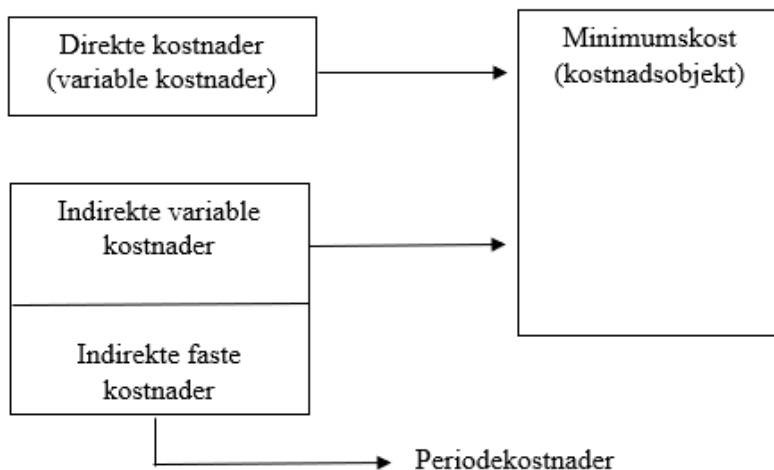 Direkte kostnader
(variable kostnader)
Minimumskost
(kostnadsobjekt)
Indirekte variable
kostnader
Indirekte faste
kostnader
Periodekostnader